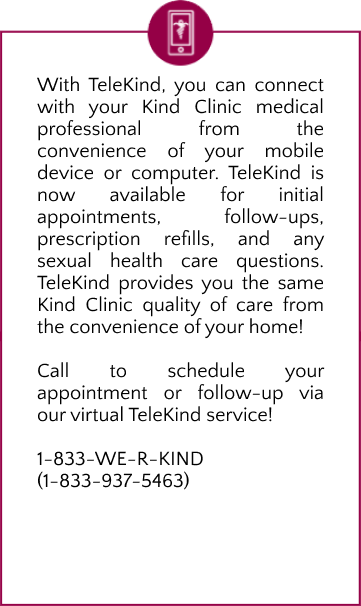 With TeleKind, you can connect
with your Kind Clinic medical
professional from the
convenience of your mobile
device or computer. TeleKind is
now available for initial
appointments, follow-ups,
prescription refills, and any
sexual health care questions.
TeleKind provides you the same
Kind Clinic quality of care from
the convenience of your home!
Call to schedule your
appointment or follow-up via
our virtual TeleKind service!
1-833-WE-R-KIND
(1-833-937-5463)